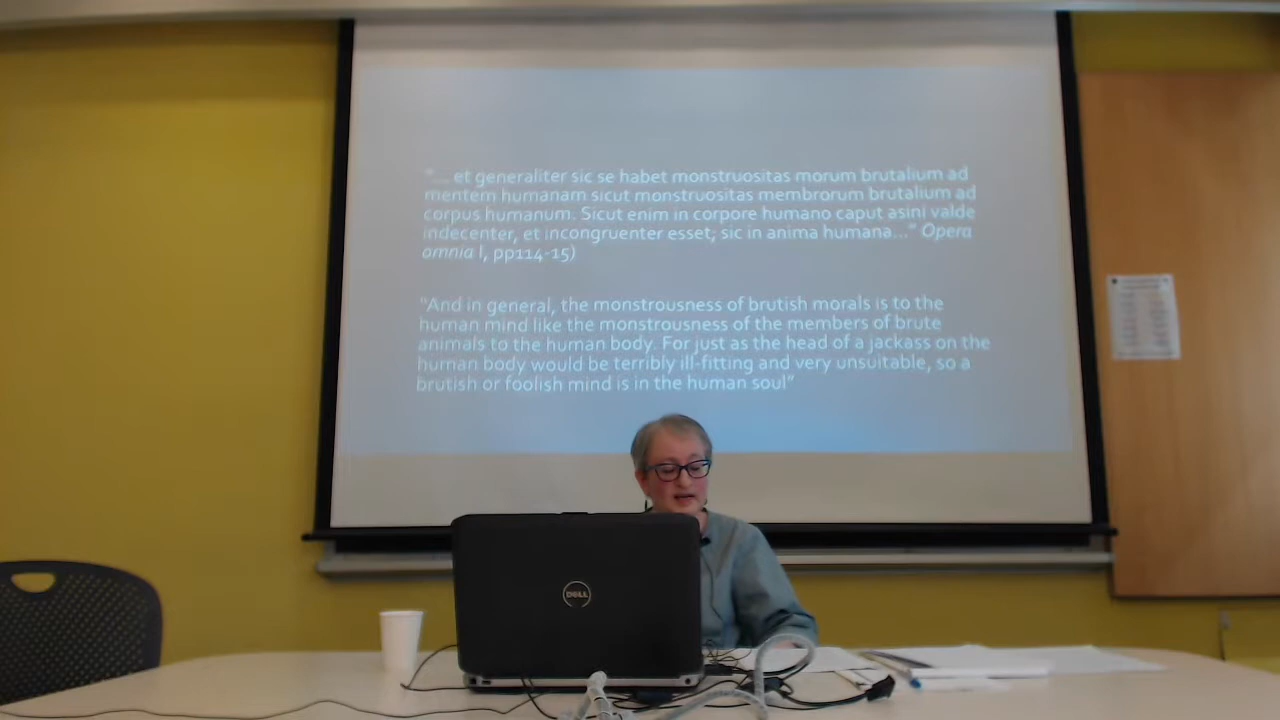 "... et generaliter sic se habet monstruositas morum brutalium ad
mentem humanam sicut monstruositas membrorum brutalium ad
corpus humanum. Sicut enim in corpore humano caput asini valde
indecenter, et incongruenter esset; sic in anima humana..." Opera
omnia I, pp114-15)
"And in general, the monstrousness of brutish morals is to the
human mind like the monstrousness of the members of brute
animals to the human body. For just as the head of a jackass on the
human body would be terribly ill-fitting and very unsuitable, so a
brutish or foolish mind is in the human soul"
DELL